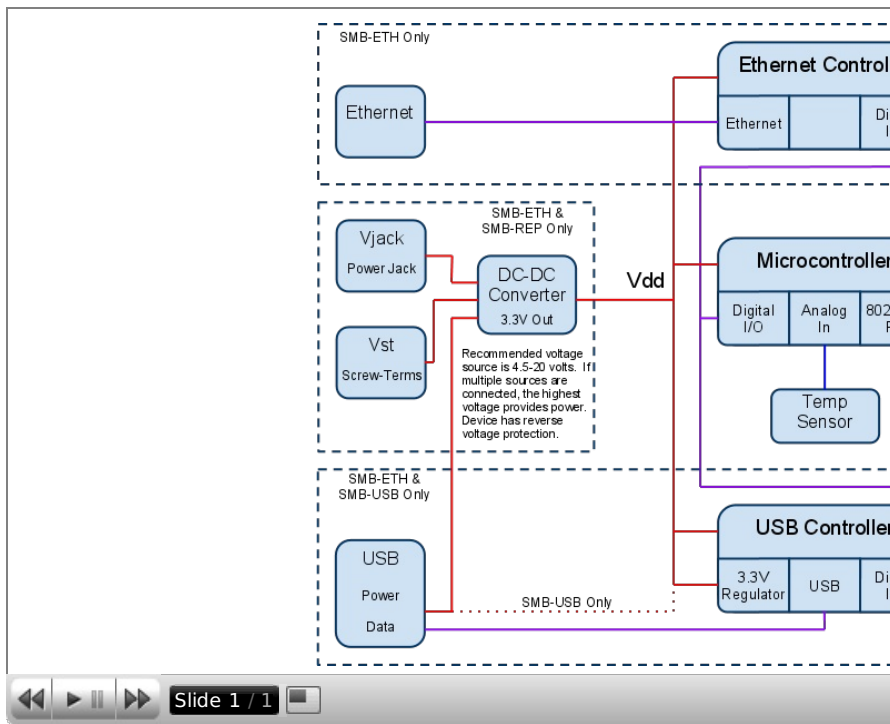 SMB-ETH Only
Ethernet
Ethernet Control
Ethernet
Di
I
SMB-ETH &
SMB-REP Only
Vjack
Power Jack
DC-DC
Converter
3.3V Out
Vdd
Microcontroller
Digital
I/O
Analog
In
802
Vst
Screw-Terms
Recommended voltage
source is 4.5-20 volts. If
multiple sources are
connected, the highest
voltage provides power.
Device has reverse
voltage protection.
Temp
Sensor
SMB-ETH &
SMB-USB Only
USB
Power
Data
SMB-USB Only
USB Controller
3.3V
Regulator
USB
Di
I
Slide 1 / 1